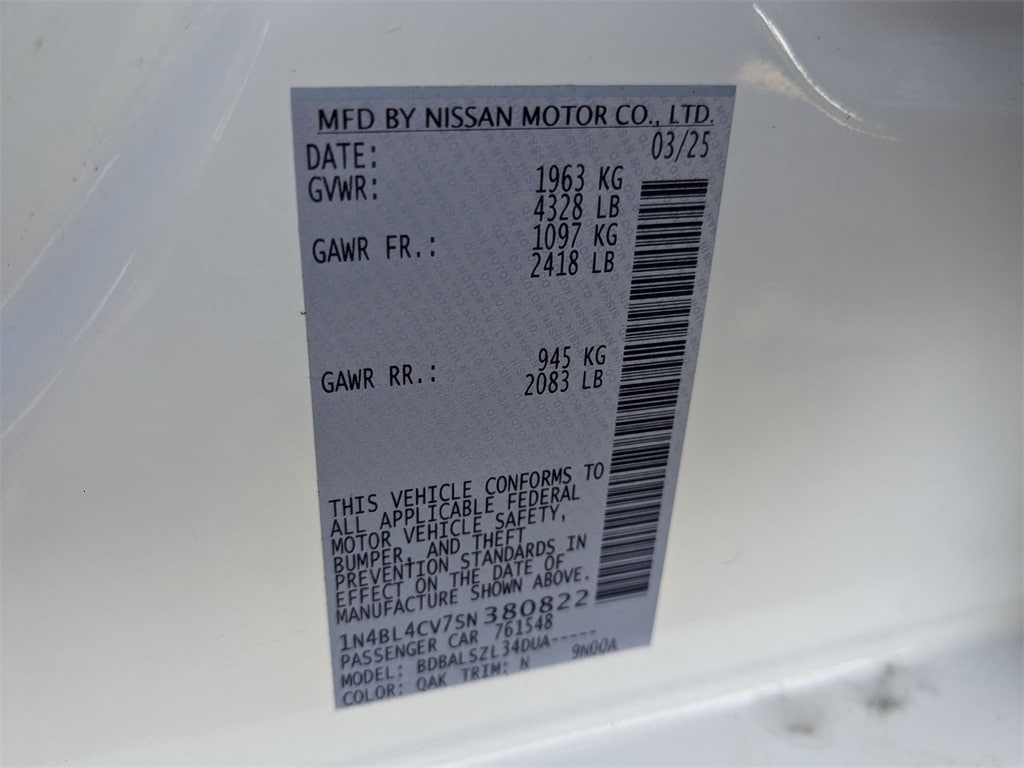 MFD BY NISSAN MOTOR CO., LTD.
DATE: 03/25
GVWR: 1963 KG
4328 LB
GAWR FR.: 1097 KG
2418 LB
GAWR RR.: 945 KG
2083 LB
THIS VEHICLE CONFORMS TO
ALL APPLICABLE FEDERAL
MOTOR VEHICLE SAFETY,
BUMPER, AND THEFT
PREVENTION STANDARDS IN
EFFECT ON THE DATE OF
MANUFACTURE SHOWN ABOVE.
1N4BL4CV7SN380822
PASSENGER CAR 761548
MODEL: BDBALSZL34DUA-----
COLOR: QAK TRIM: N 9N00A